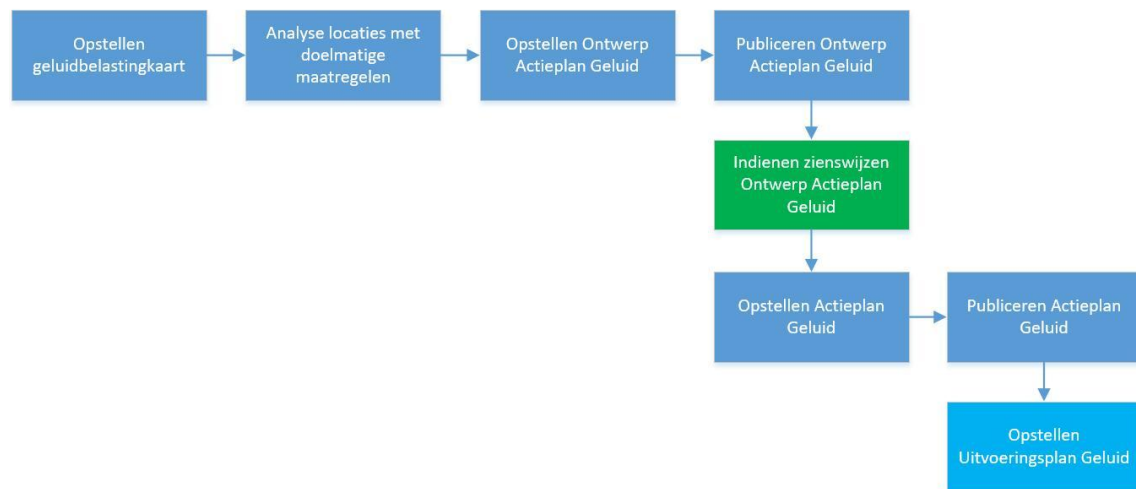 Opstellen
geluidbelastingkaart
Analyse locaties met
doelmatige
maatregelen
Opstellen Ontwerp
Actieplan Geluid
Publiceren Ontwerp
Actieplan Geluid
Indienen zienswijzen
Ontwerp Actieplan
Geluid
Opstellen Actieplan
Geluid
Publiceren Actieplan
Geluid
Opstellen
Uitvoeringsplan Geluid